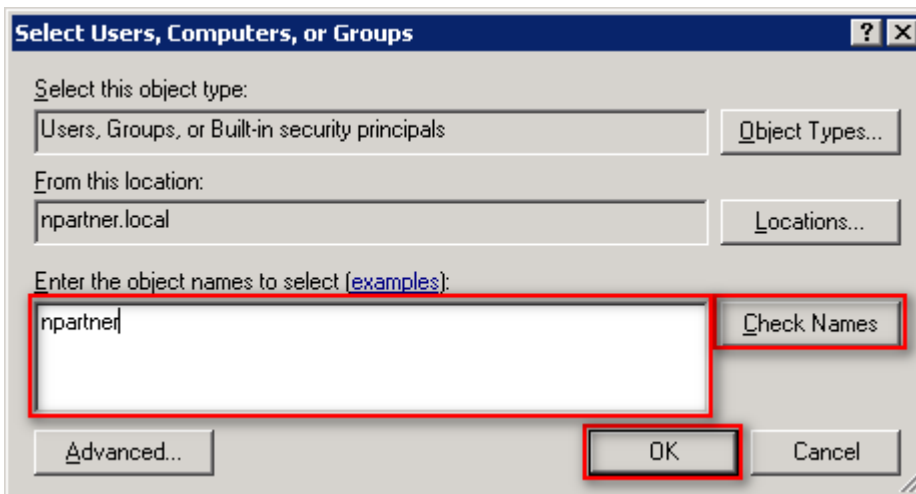 Select Users, Computers, or Groups
Select this object type:
Users, Groups, or Built-in security principals
Object Types...
From this location:
npartner.local
Locations...
Enter the object names to select (examples):
npartner
Check Names
Advanced...
OK
Cancel